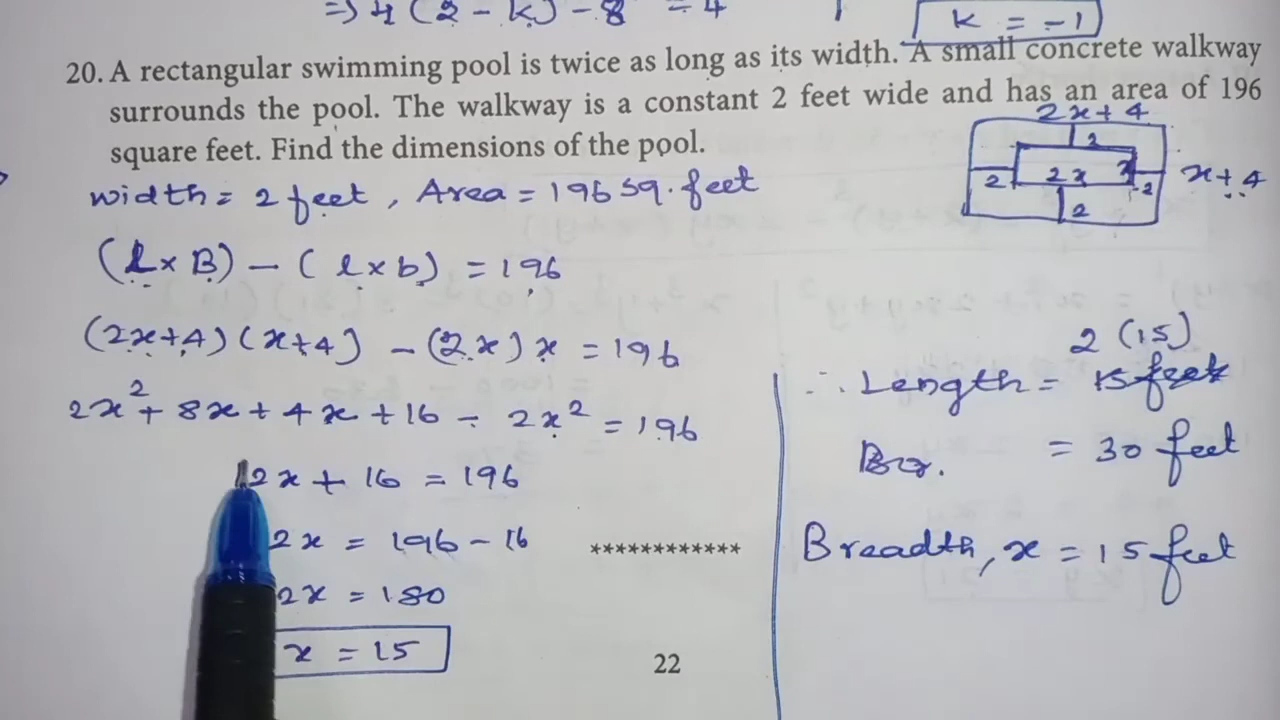 => 4 (2 - k) - 8 = 4
k = -1
20. A rectangular swimming pool is twice as long as its width. A small concrete walkway
surrounds the pool. The walkway is a constant 2 feet wide and has an area of 196
square feet. Find the dimensions of the pool.
2x+4
2
2 2x x 2
x+4
2
width = 2 feet, Area = 196 sq. feet
(L x B) - (l x b) = 196
(2x+4)(x+4) - (2x)x = 196
2x² + 8x + 4x + 16 - 2x² = 196
12x + 16 = 196
2x = 196 - 16
2x = 180
x = 15
************
22
2 (15)
∴ Length = 15 feet
Br. = 30 feet
Breadth, x = 15 feet